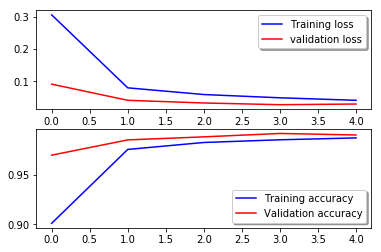 0.3
0.2
0.1
Training loss
validation loss
0.0 0.5 1.0 1.5 2.0 2.5 3.0 3.5 4.0
0.95
0.90
Training accuracy
Validation accuracy
0.0 0.5 1.0 1.5 2.0 2.5 3.0 3.5 4.0